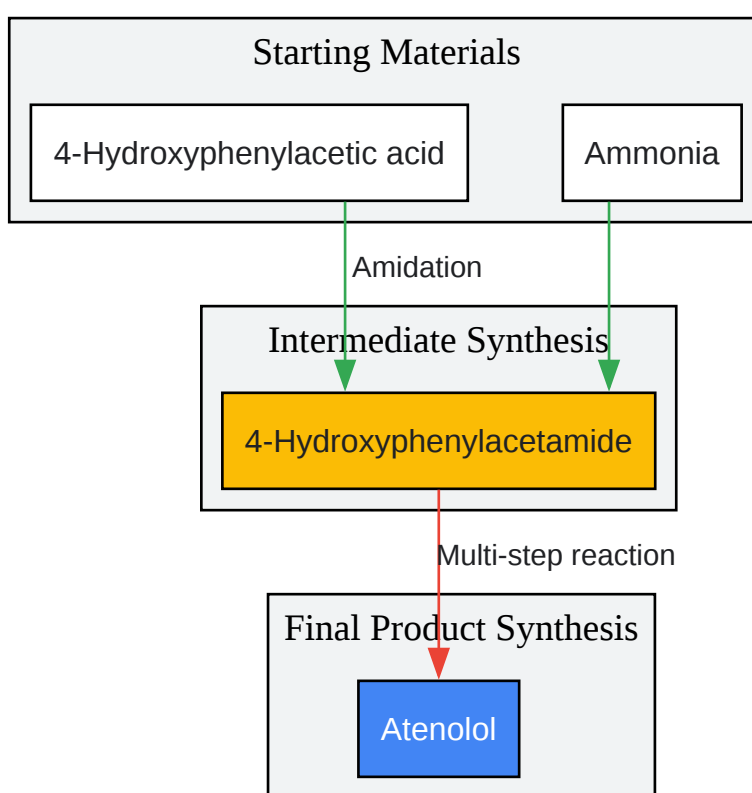 Starting Materials
4-Hydroxyphenylacetic acid
Ammonia
Amidation
Intermediate Synthesis
4-Hydroxyphenylacetamide
Multi-step reaction
Final Product Synthesis
Atenolol